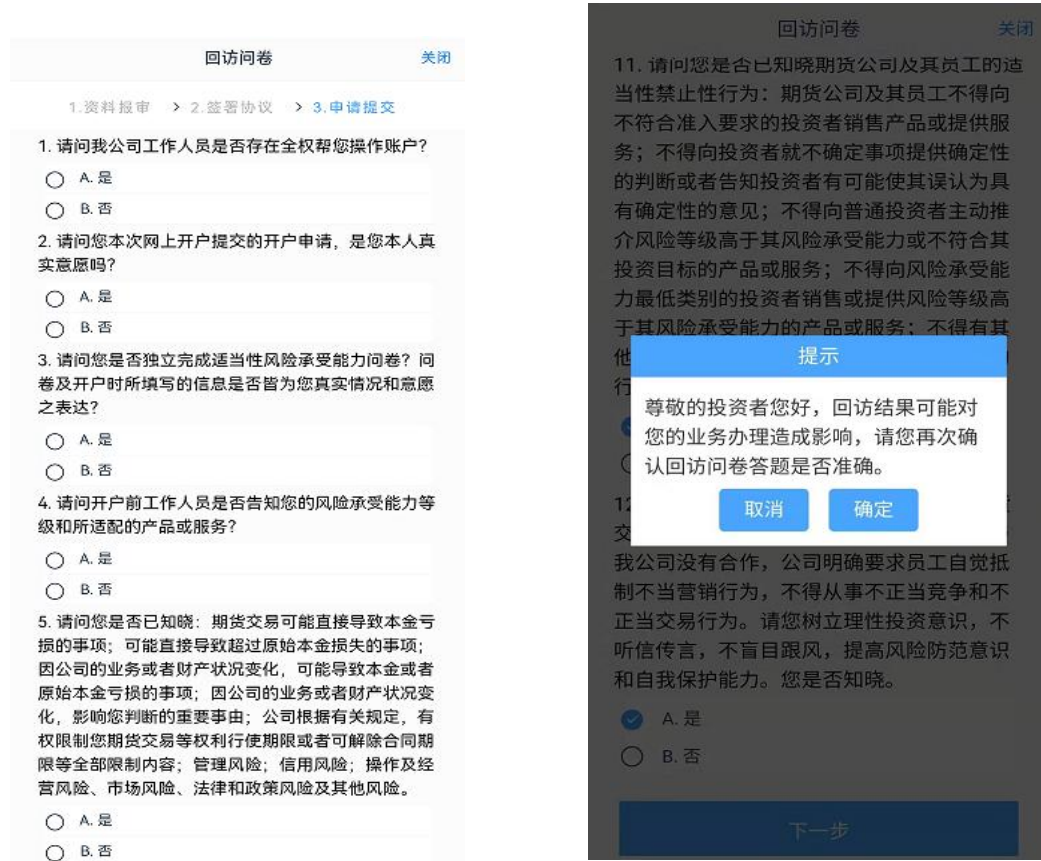 回访问卷
关闭
1.资料报审 > 2.签署协议 > 3.申请提交
1. 请问我公司工作人员是否存在全权帮您操作账户?
A. 是
B. 否
2. 请问您本次网上开户提交的开户申请, 是您本人真
实意愿吗?
A. 是
B. 否
3. 请问您是否独立完成适当性风险承受能力问卷? 问
卷及开户时所填写的信息是否皆为您真实情况和意愿
之表达?
A. 是
B. 否
4. 请问开户前工作人员是否告知您的风险承受能力等
级和所适配的产品或服务?
A. 是
B. 否
5. 请问您是否已知晓: 期货交易可能直接导致本金亏
损的事项; 可能直接导致超过原始本金损失的事项;
因公司的业务或者财产状况变化, 可能导致本金或者
原始本金亏损的事项; 因公司的业务或者财产状况变
化, 影响您判断的重要事由; 公司根据有关规定, 有
权限制您期货交易等权利行使期限或者可解除合同期
限等全部限制内容; 管理风险; 信用风险; 操作及经
营风险、市场风险、法律和政策风险及其他风险。
A. 是
B. 否
回访问卷
关闭
11. 请问您是否已知晓期货公司及其员工的适
当性禁止性行为：期货公司及其员工不得向
不符合准入要求的投资者销售产品或提供服
务；不得向投资者就不确定事项提供确定性
的判断或者告知投资者有可能使其误认为具
有确定性的意见；不得向普通投资者主动推
介风险等级高于其风险承受能力或不符合其
投资目标的产品或服务；不得向风险承受能
力最低类别的投资者销售或提供风险等级高
于其风险承受能力的产品或服务；不得有其
他
行
提示
尊敬的投资者您好，回访结果可能对
您的业务办理造成影响，请您再次确
认回访问卷答题是否准确。
取消
确定
12
交
我公司没有合作，公司明确要求员工自觉抵
制不当营销行为，不得从事不正当竞争和不
正当交易行为。请您树立理性投资意识，不
听信传言，不盲目跟风，提高风险防范意识
和自我保护能力。您是否知晓。
A. 是
B. 否
下一步